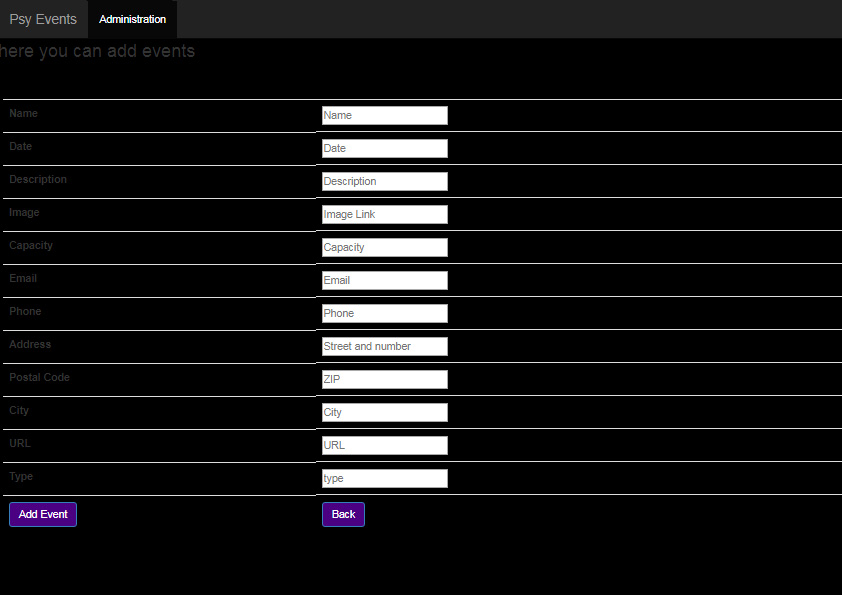 Psy Events Administration
here you can add events
Name Name
Date Date
Description Description
Image Image Link
Capacity Capacity
Email Email
Phone Phone
Address Street and number
Postal Code ZIP
City City
URL URL
Type type
Add Event Back